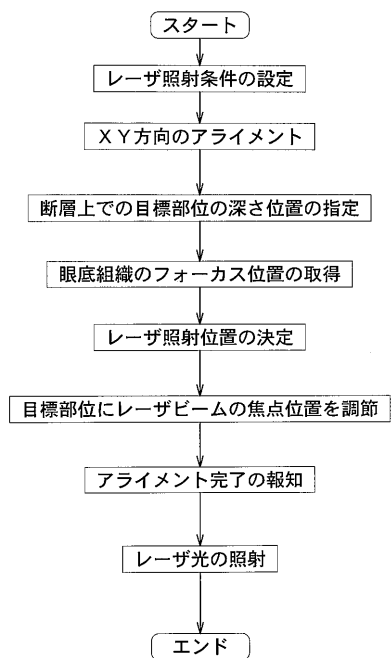 スタート
レーザ照射条件の設定
ＸＹ方向のアライメント
断層上での目標部位の深さ位置の指定
眼底組織のフォーカス位置の取得
レーザ照射位置の決定
目標部位にレーザビームの焦点位置を調節
アライメント完了の報知
レーザ光の照射
エンド